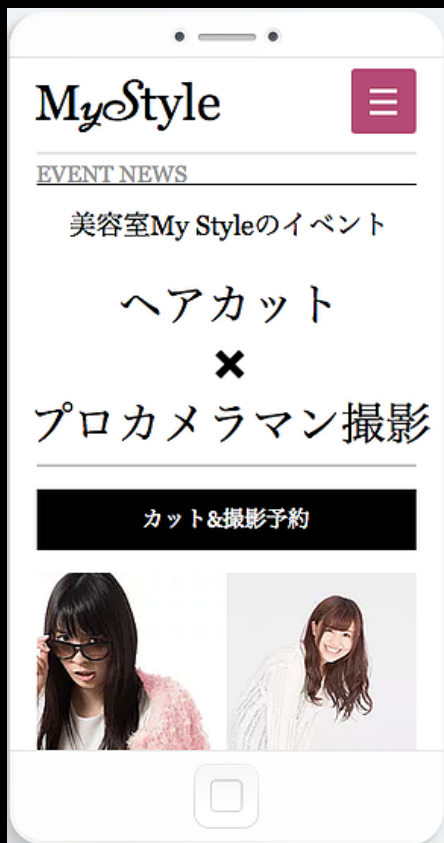 MyStyle
EVENT NEWS
美容室My Styleのイベント
ヘアカット
×
プロカメラマン撮影
カット&撮影予約